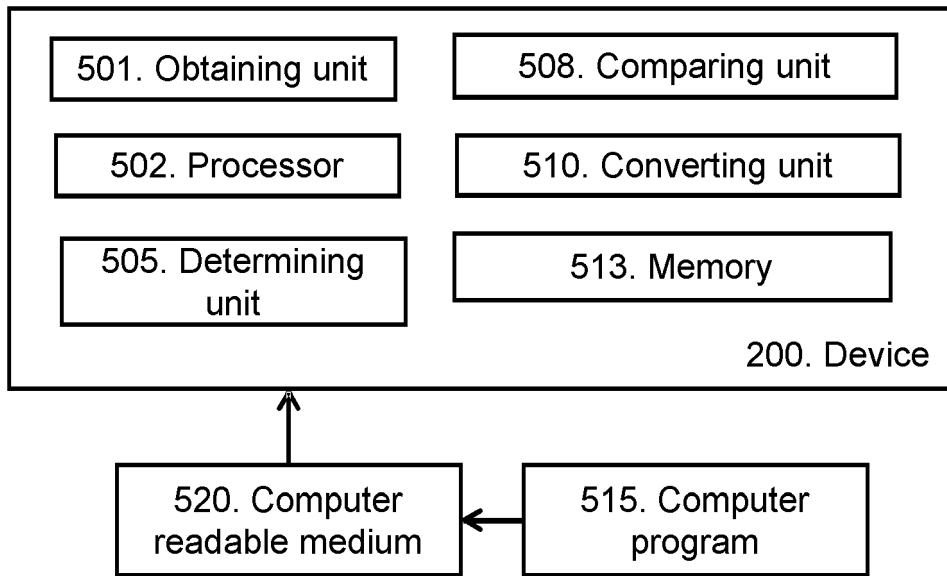 501. Obtaining unit
508. Comparing unit
502. Processor
510. Converting unit
505. Determining
unit
513. Memory
200. Device
520. Computer
readable medium
515. Computer
program